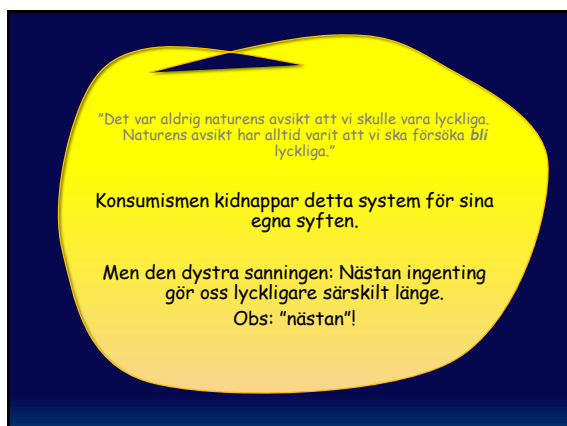 ”Det var aldrig naturens avsikt att vi skulle vara lyckliga.
Naturens avsikt har alltid varit att vi ska försöka bli
lyckliga.”
Konsumismen kidnappar detta system för sina
egna syften.
Men den dystra sanningen: Nästan ingenting
gör oss lyckligare särskilt länge.
Obs: ”nästan”!